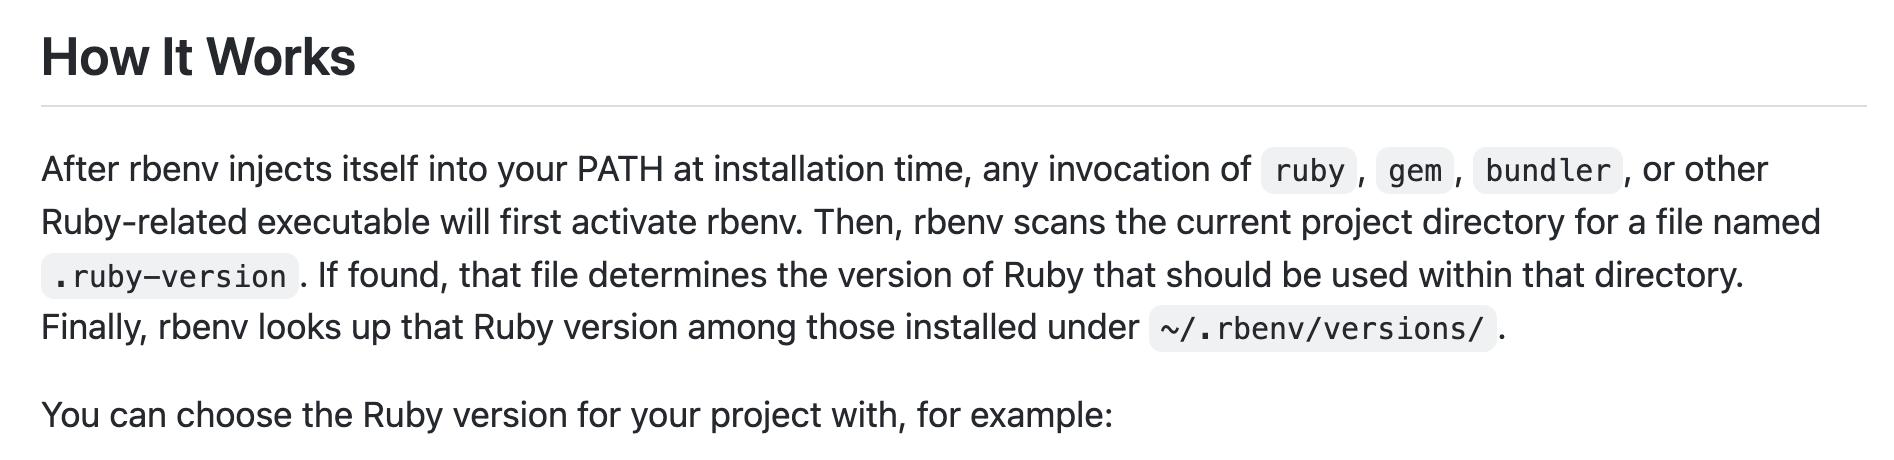 How It Works
After rbenv injects itself into your PATH at installation time, any invocation of ruby, gem, bundler, or other
Ruby-related executable will first activate rbenv. Then, rbenv scans the current project directory for a file named
.ruby-version. If found, that file determines the version of Ruby that should be used within that directory.
Finally, rbenv looks up that Ruby version among those installed under ~/.rbenv/versions/.
You can choose the Ruby version for your project with, for example: